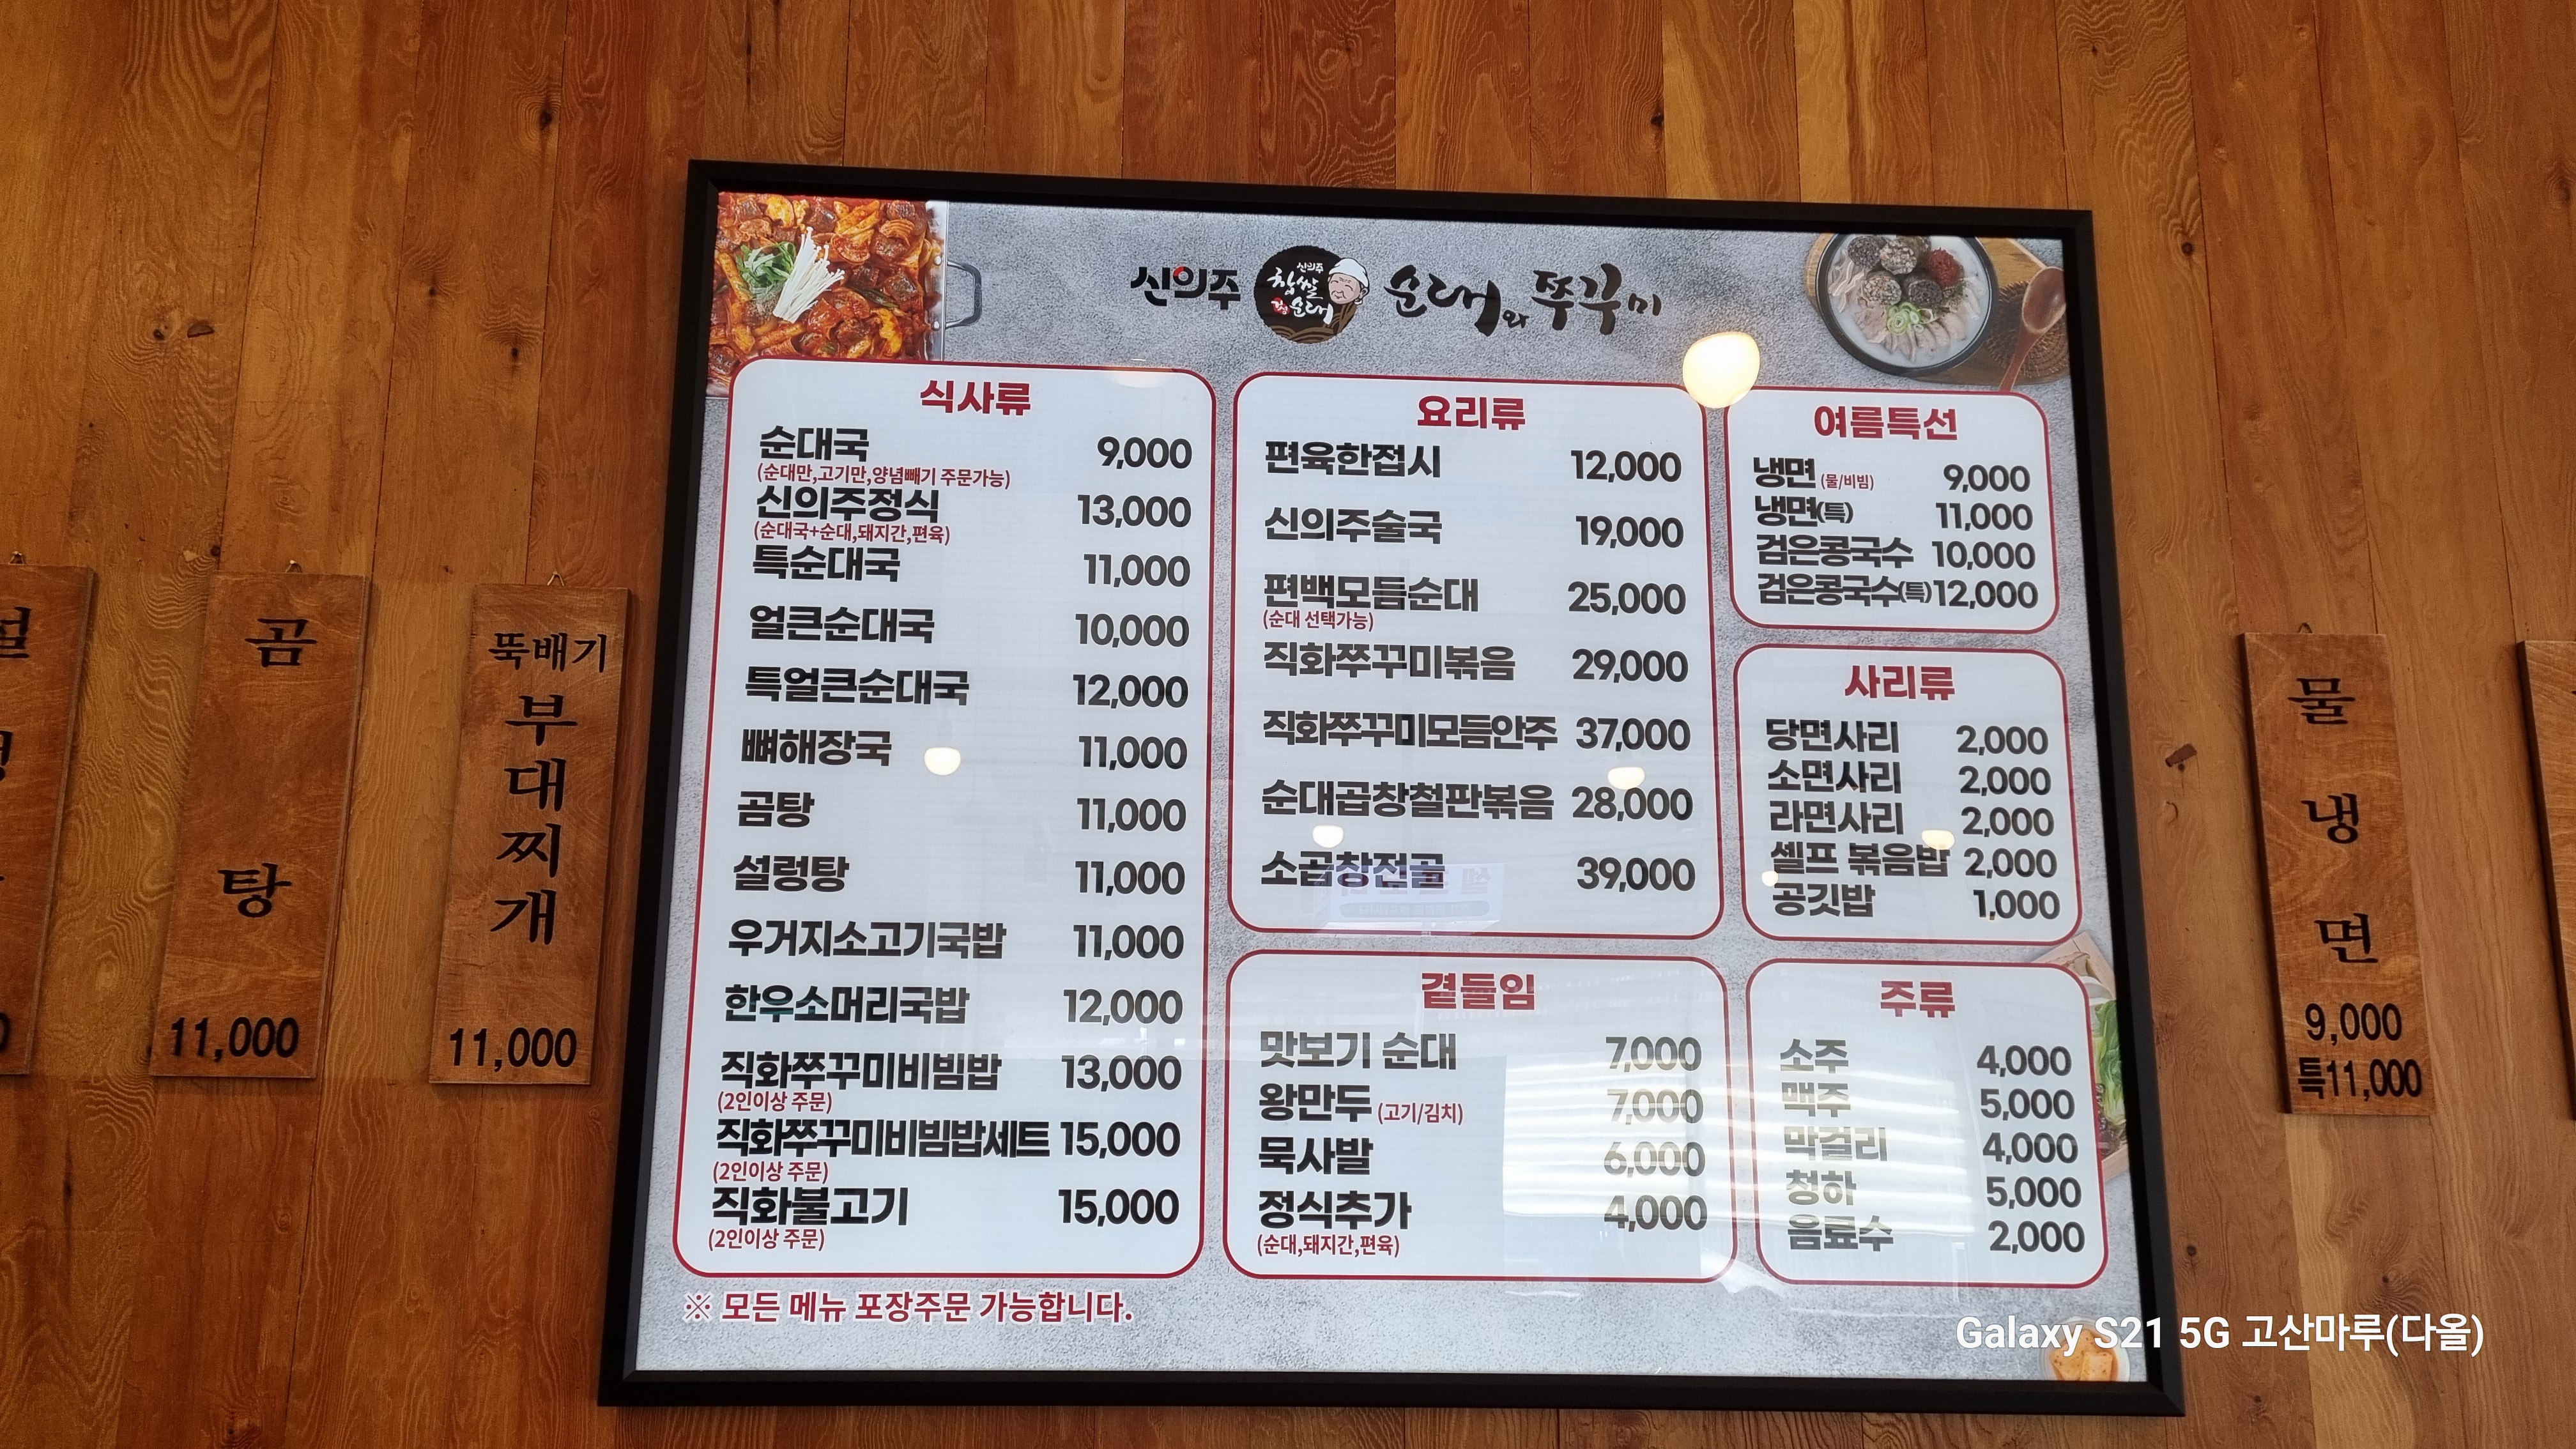 신의주 신의주 찹쌀 왕순대 순대와 쭈꾸미
식사류
순대국 9,000
(순대만,고기만,양념빼기 주문가능)
신의주정식 13,000
(순대국+순대,돼지간,편육)
특순대국 11,000
얼큰순대국 10,000
특얼큰순대국 12,000
뼈해장국 11,000
곰탕 11,000
설렁탕 11,000
우거지소고기국밥 11,000
한우소머리국밥 12,000
직화쭈꾸미비빔밥 13,000
(2인이상 주문)
직화쭈꾸미비빔밥세트 15,000
(2인이상 주문)
직화불고기 15,000
(2인이상 주문)
요리류
편육한접시 12,000
신의주술국 19,000
편백모듬순대 25,000
(순대 선택가능)
직화쭈꾸미볶음 29,000
직화쭈꾸미모듬안주 37,000
순대곱창철판볶음 28,000
소곱창전골 39,000
곁들임
맛보기 순대 7,000
왕만두 (고기/김치) 7,000
묵사발 6,000
정식추가 4,000
(순대,돼지간,편육)
여름특선
냉면 (물/비빔) 9,000
냉면(특) 11,000
검은콩국수 10,000
검은콩국수(특) 12,000
사리류
당면사리 2,000
소면사리 2,000
라면사리 2,000
셀프 볶음밥 2,000
공깃밥 1,000
주류
소주 4,000
맥주 5,000
막걸리 4,000
청하 5,000
음료수 2,000
※ 모든 메뉴 포장주문 가능합니다.
곰탕
11,000
뚝배기
부대찌개
11,000
물냉면
9,000
특11,000
Galaxy S21 5G 고산마루(다올)